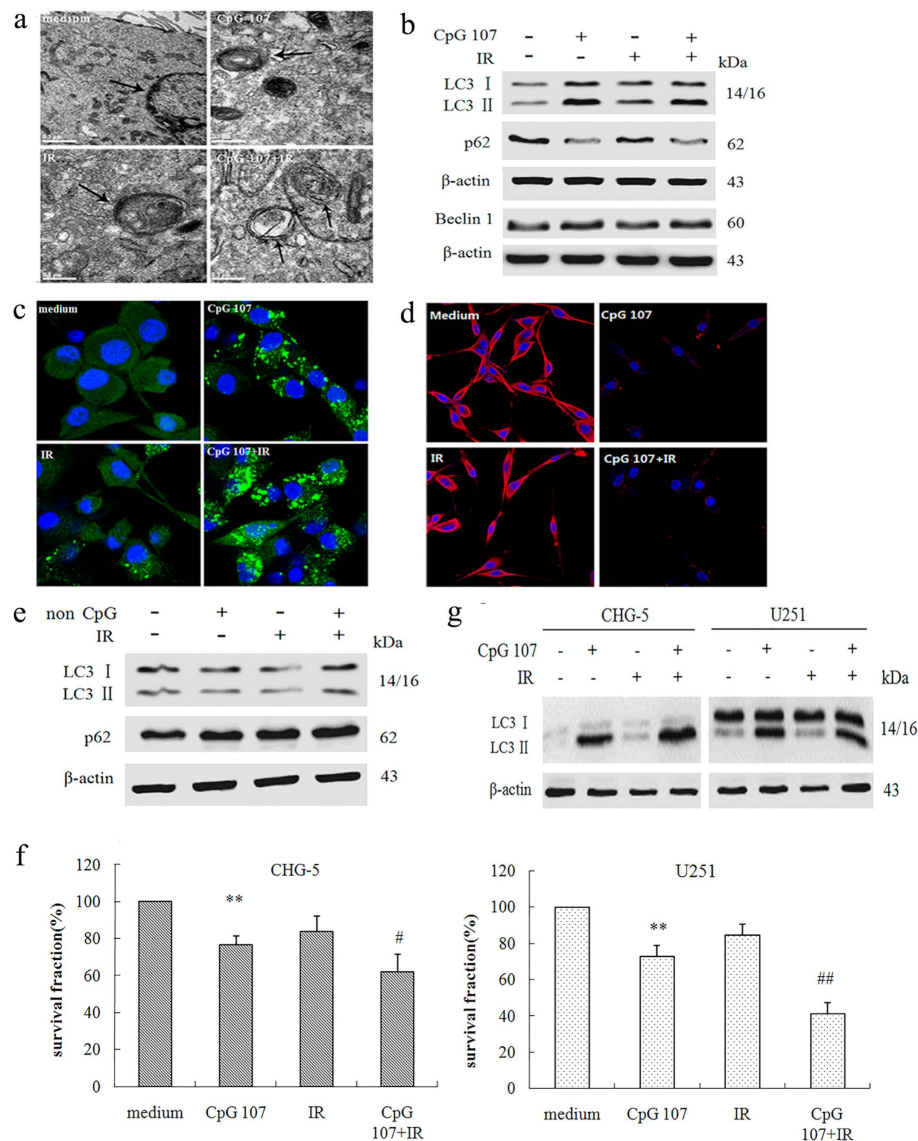 a
medium
CpG 107
IR
CpG 107+IR
b
CpG 107 - + - +
IR - - + + kDa
LC3 Ⅰ
LC3 Ⅱ
14/16
p62 62
β-actin 43
Beclin 1 60
β-actin 43
c
medium
CpG 107
IR
CpG 107+IR
d
Medium
CpG 107
IR
CpG 107+IR
e
non CpG - + - +
IR - - + +
kDa
LC3 Ⅰ
LC3 Ⅱ
14/16
p62 62
β-actin 43
g
CHG-5 U251
CpG 107 - + - + - + - +
IR - - + + - - + + kDa
LC3 Ⅰ
LC3 Ⅱ
14/16
β-actin 43
f
CHG-5
survival fraction(%)
120
100
80
60
40
20
0
**
#
medium CpG 107 IR CpG
107+IR
U251
survival fraction(%)
120
100
80
60
40
20
0
**
##
medium CpG 107 IR CpG
107+IR